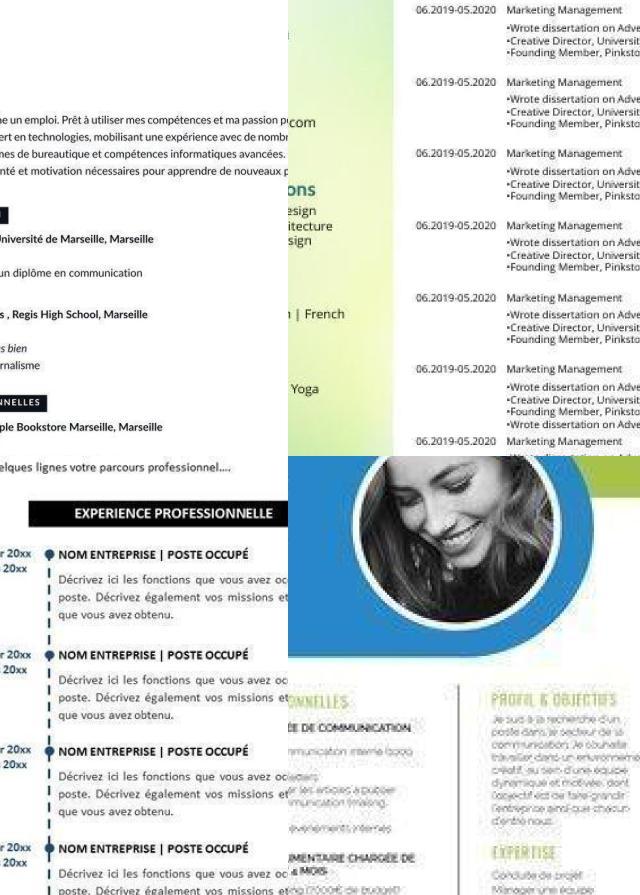 e un emploi. Prêt à utiliser mes compétences et ma passion
ert en technologies, mobilisant une expérience avec de
mes de bureautique et compétences informatiques avancées.
nté et motivation nécessaires pour apprendre de nouveaux
niversité de Marseille, Marseille
un diplôme en communication
s , Regis High School, Marseille
s bien
rnalisme
NNELLES
ple Bookstore Marseille, Marseille
elques lignes votre parcours professionnel....
EXPERIENCE PROFESSIONNELLE
r 20xx
20xx
NOM ENTREPRISE | POSTE OCCUPÉ
Décrivez ici les fonctions que vous avez oc
poste. Décrivez également vos missions et
que vous avez obtenu.
r 20xx
20xx
NOM ENTREPRISE | POSTE OCCUPÉ
Décrivez ici les fonctions que vous avez oc
poste. Décrivez également vos missions et
que vous avez obtenu.
r 20xx
20xx
NOM ENTREPRISE | POSTE OCCUPÉ
Décrivez ici les fonctions que vous avez oc
poste. Décrivez également vos missions et
que vous avez obtenu.
r 20xx
20xx
NOM ENTREPRISE | POSTE OCCUPÉ
Décrivez ici les fonctions que vous avez oc
poste. Décrivez également vos missions et
com
ons
esign
itecture
sign
| French
Yoga
06.2019-05.2020 Marketing Management
•Wrote dissertation on Adve
•Creative Director, Universit
•Founding Member, Pinksto
06.2019-05.2020 Marketing Management
•Wrote dissertation on Adve
•Creative Director, Universit
•Founding Member, Pinksto
06.2019-05.2020 Marketing Management
•Wrote dissertation on Adve
•Creative Director, Universit
•Founding Member, Pinksto
06.2019-05.2020 Marketing Management
•Wrote dissertation on Adve
•Creative Director, Universit
•Founding Member, Pinksto
06.2019-05.2020 Marketing Management
•Wrote dissertation on Adve
•Creative Director, Universit
•Founding Member, Pinksto
06.2019-05.2020 Marketing Management
•Wrote dissertation on Adve
•Creative Director, Universit
•Founding Member, Pinksto
•Wrote dissertation on Adve
06.2019-05.2020 Marketing Management
ONNELLES
ÉE DE COMMUNICATION
mmunication interne
er les articles à publier
mmunication (mailing,
évenements internes
UMENTAIRE CHARGÉE DE
MOIS
(7000€ de budget)
PROFIL & OBJECTIFS
Je suis à la recherche d'un
poste dans le secteur de la
communication. Je souhaite
travailler dans un environneme
créatif, au sein d'une équipe
dynamique et motivée, dont
l'objectif est de faire grandir
l'entreprise ainsi que chacun
d'entre nous.
EXPERTISE
Conduite de projet
Manager une équipe